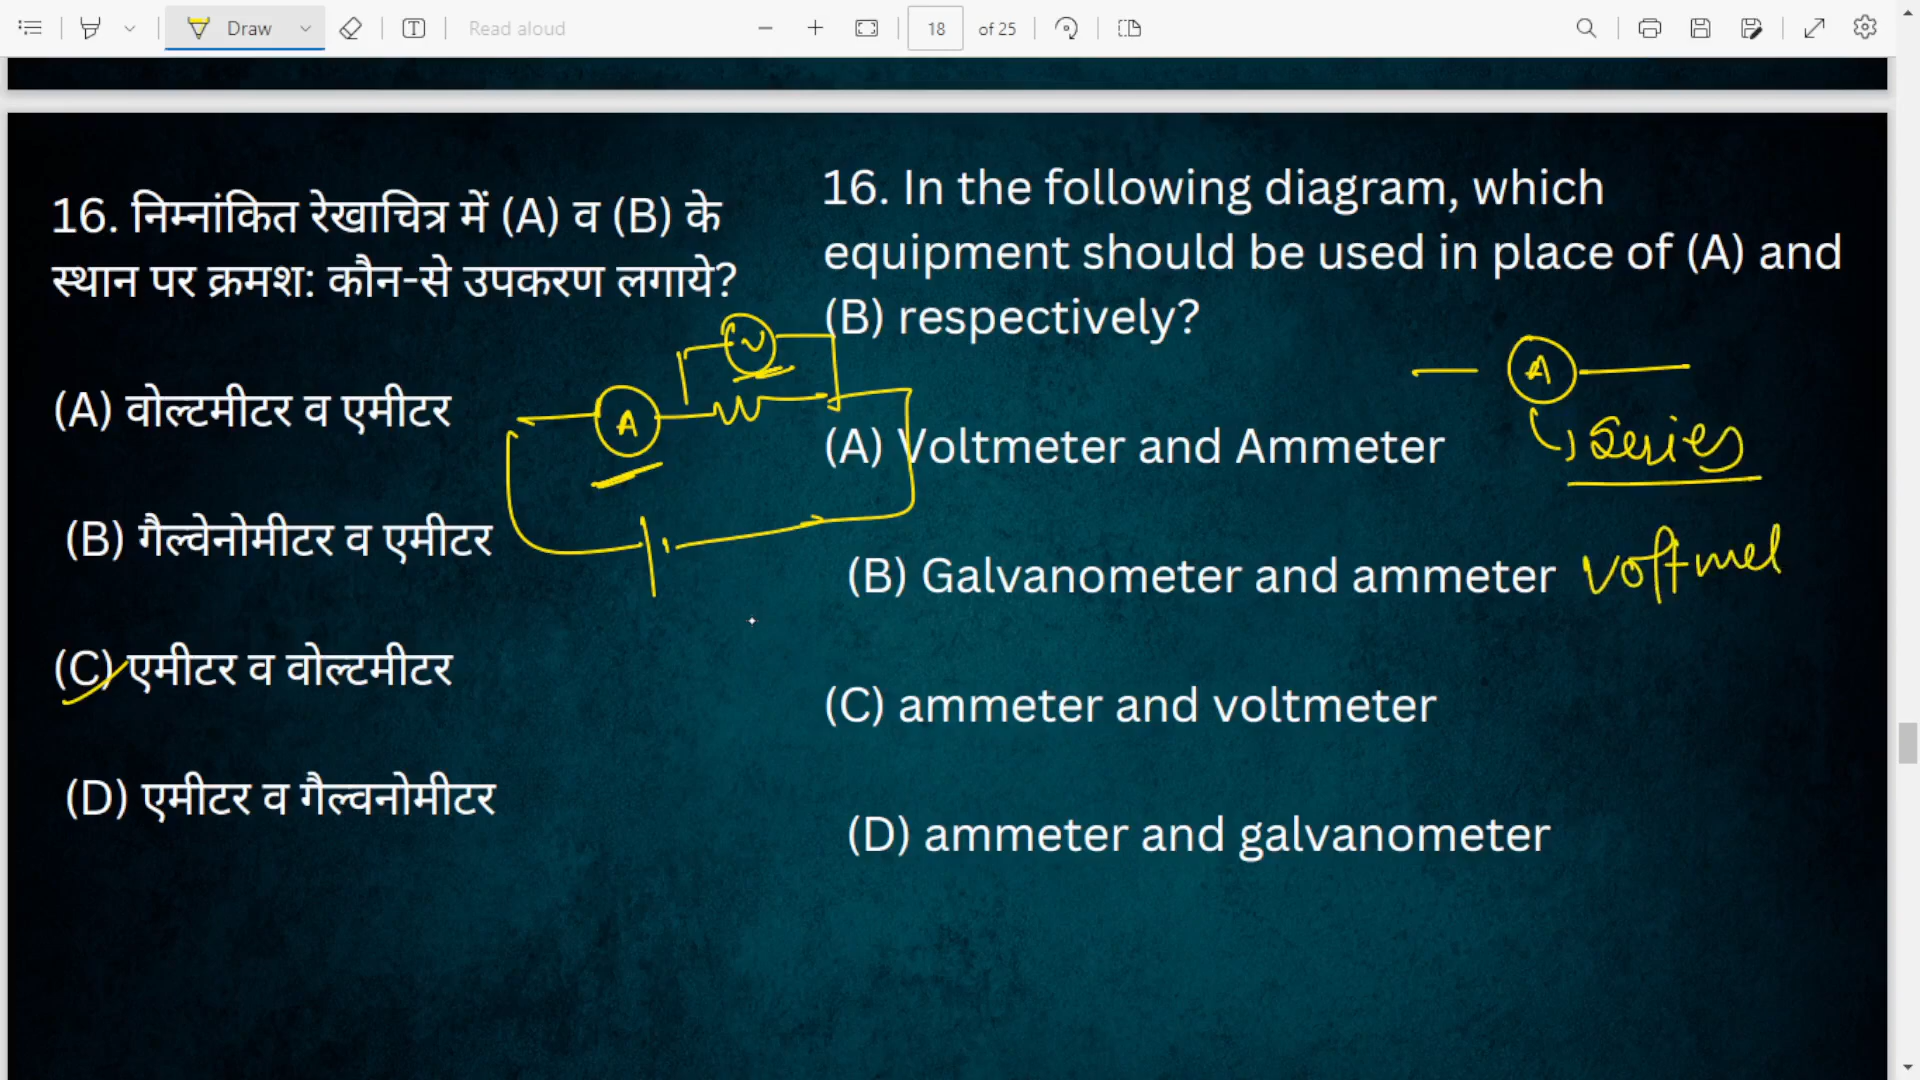 Draw
Read aloud
18
of 25
16. निम्नांकित रेखाचित्र में (A) व (B) के
स्थान पर क्रमश: कौन-से उपकरण लगाये?
(A) वोल्टमीटर व एमीटर
(B) गैल्वेनोमीटर व एमीटर
(C) एमीटर व वोल्टमीटर
(D) एमीटर व गैल्वनोमीटर
V
A
16. In the following diagram, which
equipment should be used in place of (A) and
(B) respectively?
(A) Voltmeter and Ammeter
(B) Galvanometer and ammeter
(C) ammeter and voltmeter
(D) ammeter and galvanometer
A
Series